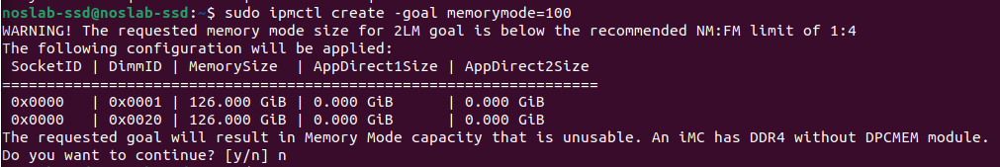 noslab-ssd@noslab-ssd:~$ sudo ipmctl create -goal memorymode=100
WARNING! The requested memory mode size for 2LM goal is below the recommended NM:FM limit of 1:4
The following configuration will be applied:
 SocketID | DimmID | MemorySize  | AppDirect1Size | AppDirect2Size
==================================================================
 0x0000   | 0x0001 | 126.000 GiB | 0.000 GiB      | 0.000 GiB
 0x0000   | 0x0020 | 126.000 GiB | 0.000 GiB      | 0.000 GiB
The requested goal will result in Memory Mode capacity that is unusable. An iMC has DDR4 without DPCMEM module.
Do you want to continue? [y/n] n